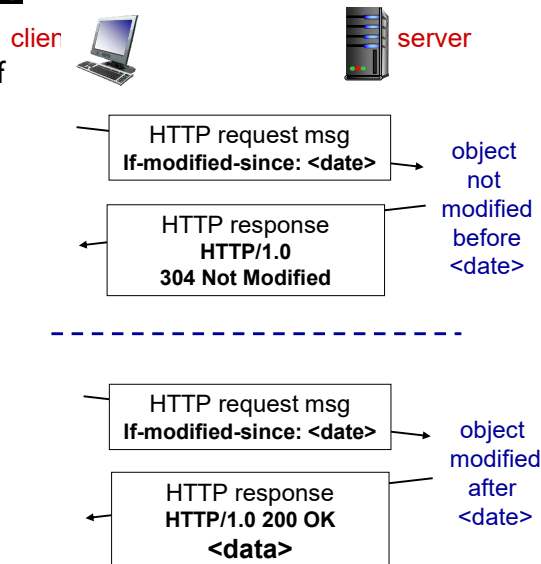 clien
server
f
HTTP request msg
If-modified-since: <date>
object
not
modified
before
<date>
HTTP response
HTTP/1.0
304 Not Modified
HTTP request msg
If-modified-since: <date>
object
modified
after
<date>
HTTP response
HTTP/1.0 200 OK
<data>